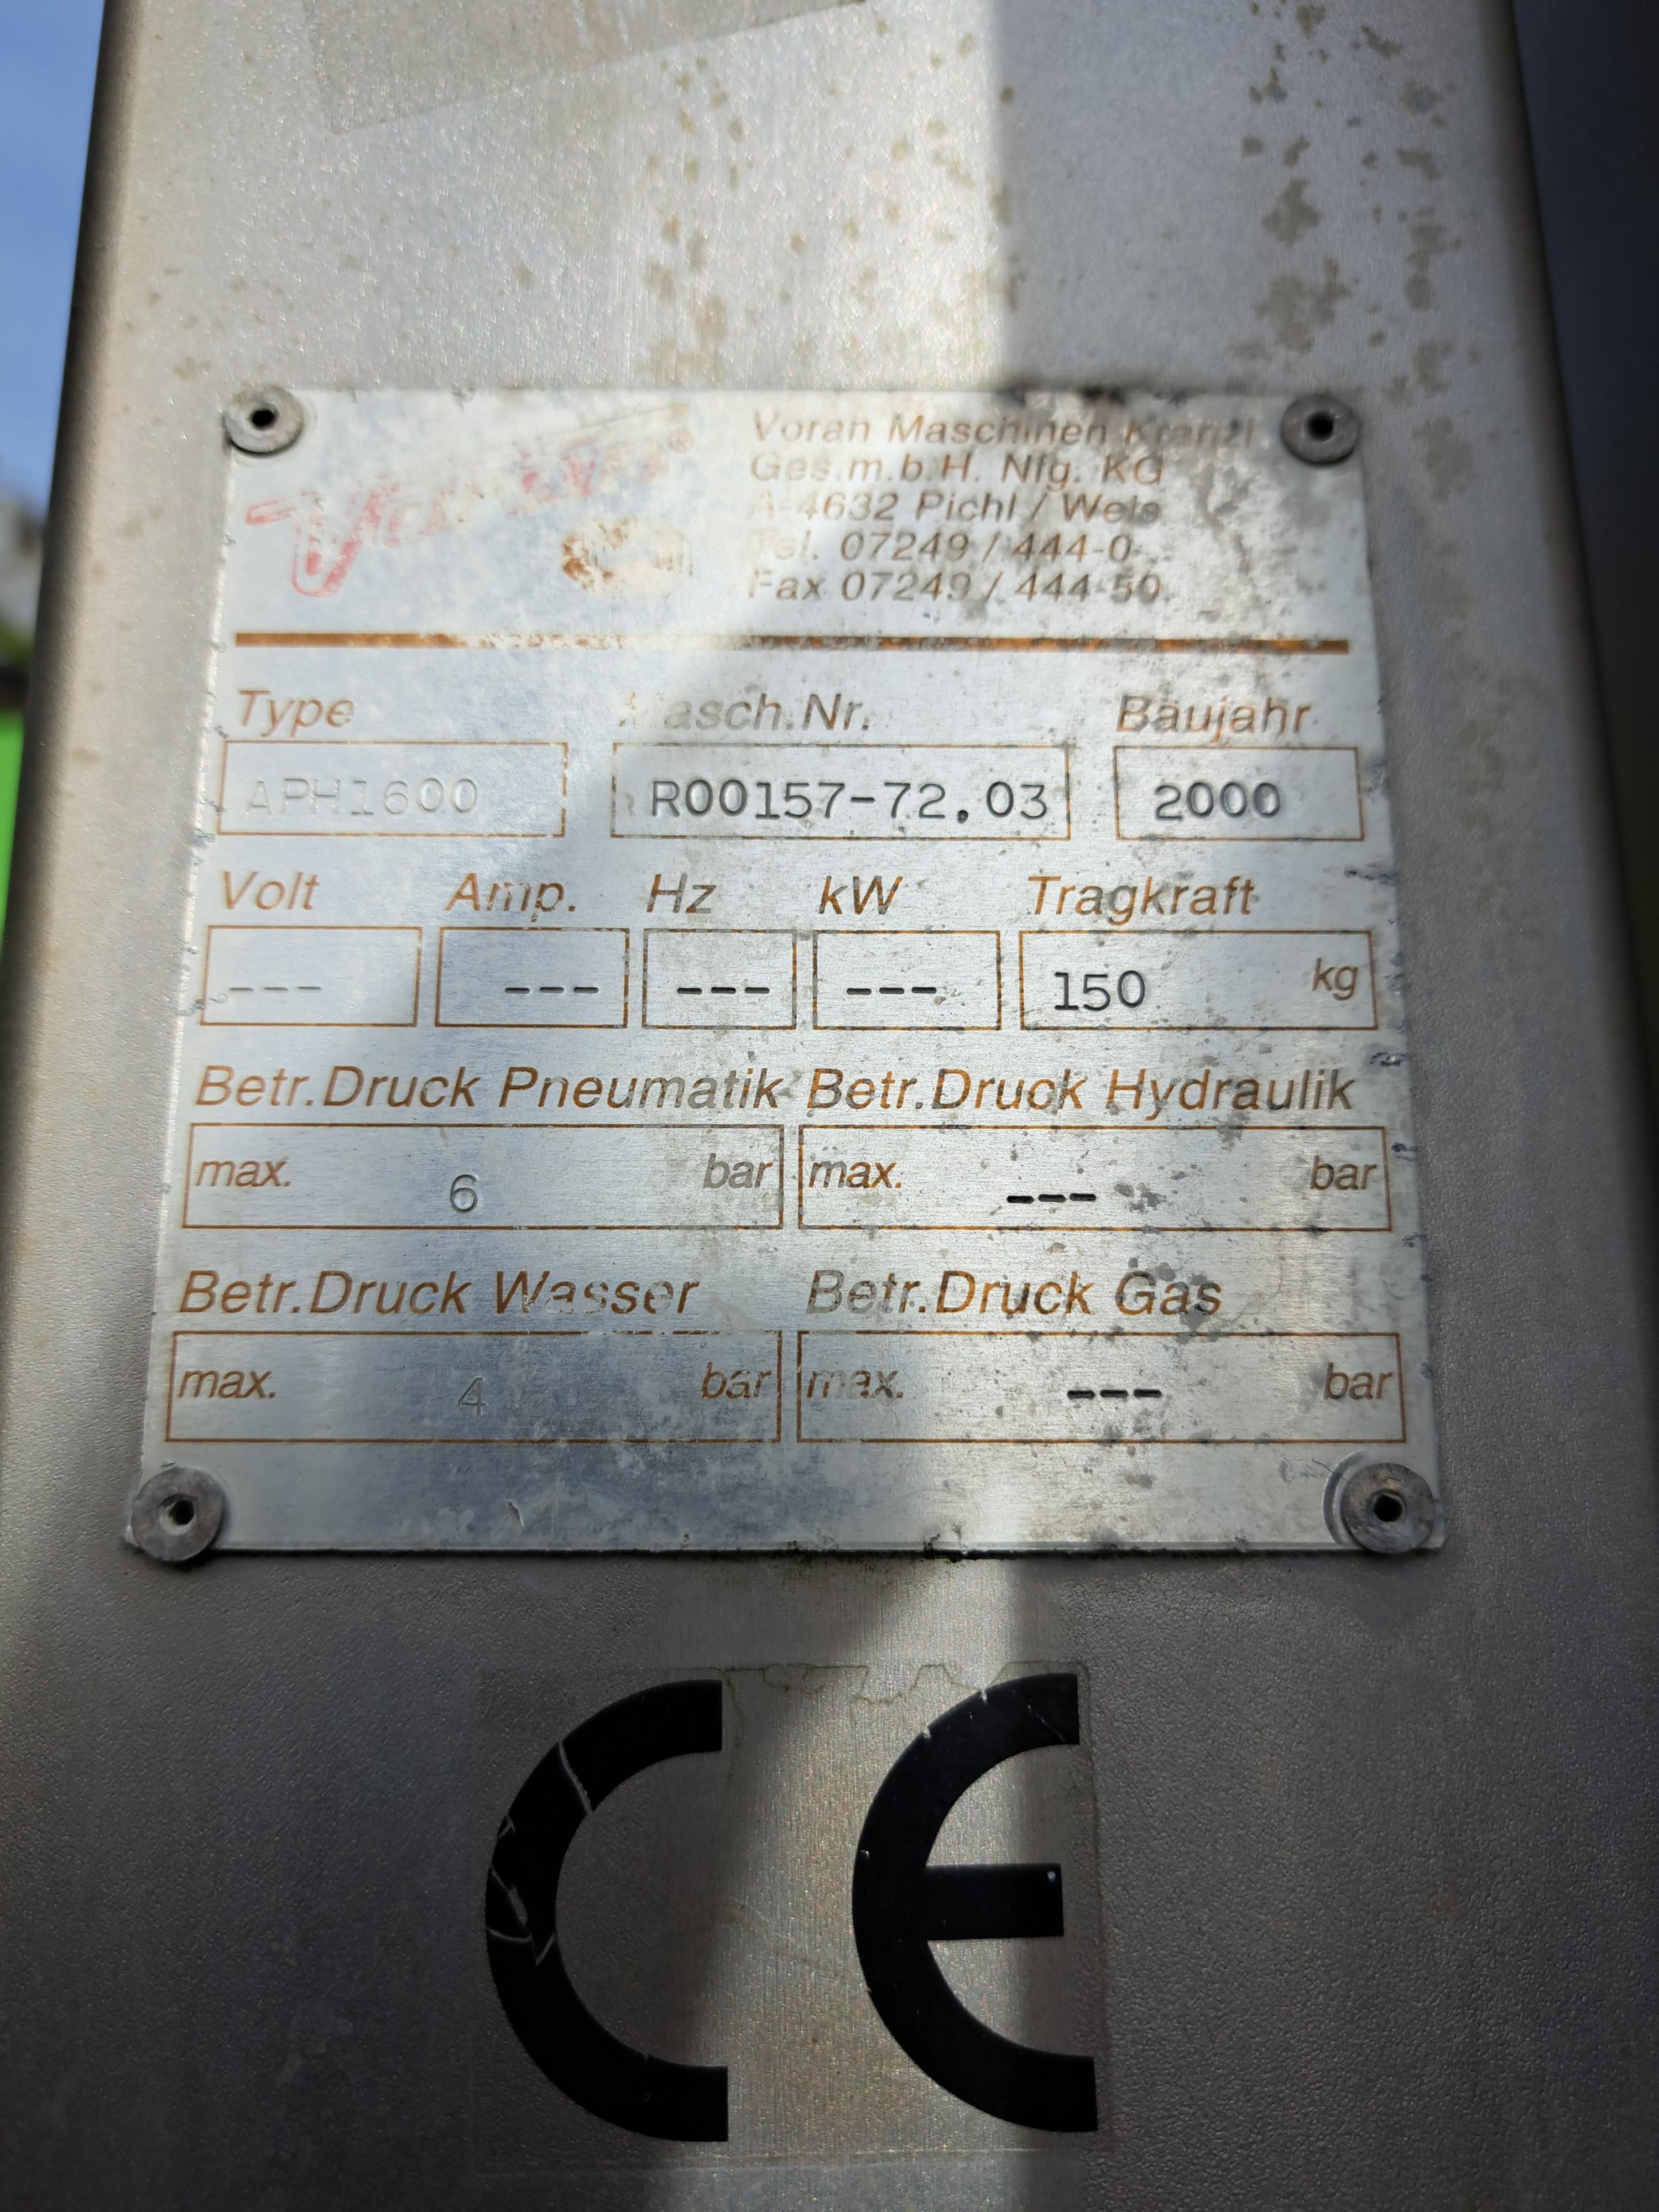 Voran Maschinen Kranzl
Ges.m.b.H. Nfg. KG
A-4632 Pichl / Wels
Tel. 07249 / 444-0
Fax 07249 / 444-50
Type Masch.Nr. Baujahr
APH1600 R00157-72.03 2000
Volt Amp. Hz kW Tragkraft
--- --- --- --- 150 kg
Betr.Druck Pneumatik Betr.Druck Hydraulik
max. 6 bar max. --- bar
Betr.Druck Wasser Betr.Druck Gas
max. 4 bar max. --- bar
CE